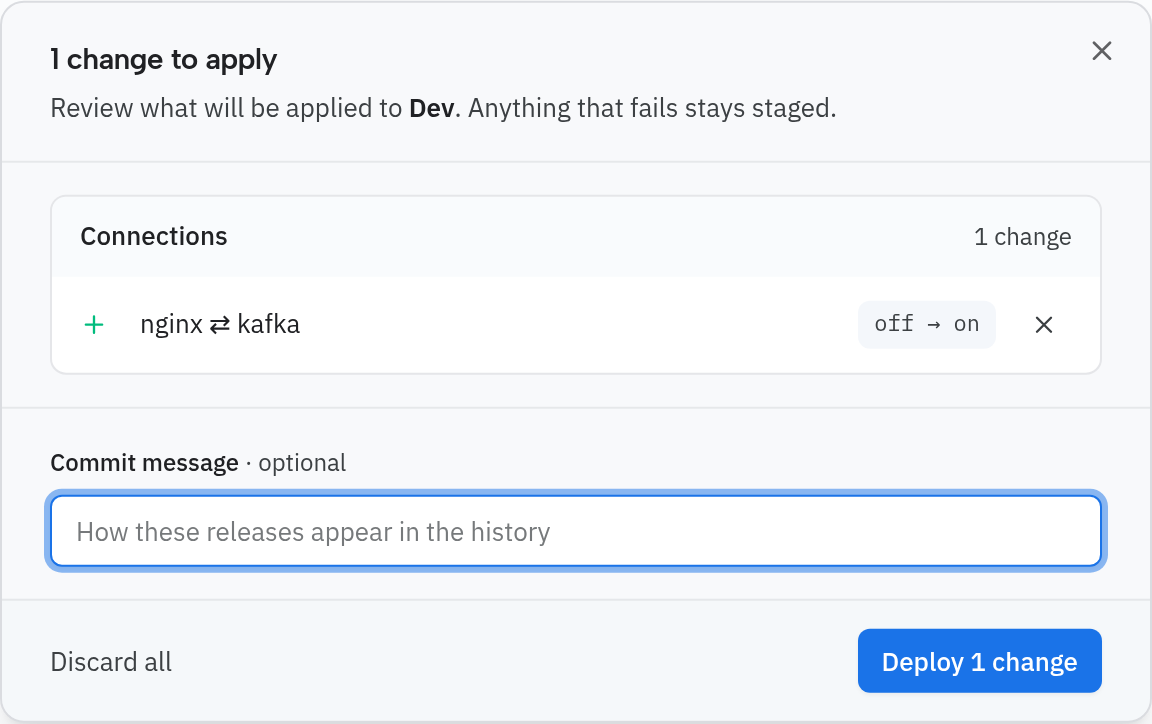 1 change to apply
Review what will be applied to Dev. Anything that fails stays staged.
Connections
1 change
+ nginx ⇄ kafka
off → on
Commit message · optional
How these releases appear in the history
Discard all
Deploy 1 change